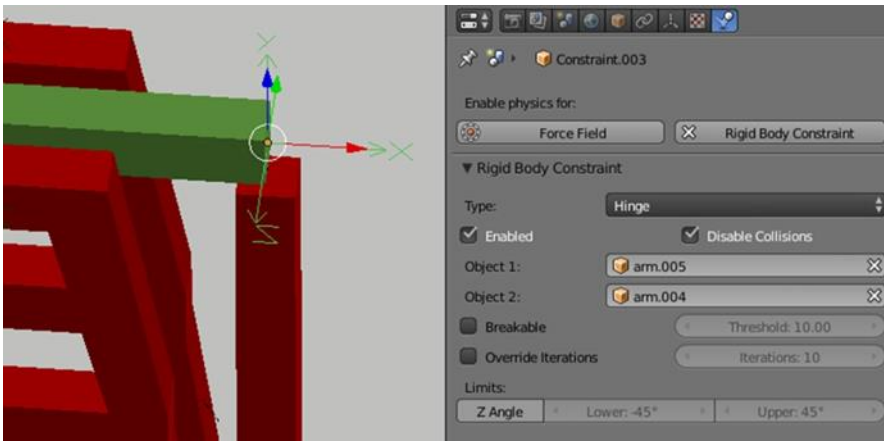 Constraint.003
Enable physics for:
Force Field
Rigid Body Constraint
Rigid Body Constraint
Type:
Hinge
Enabled
Disable Collisions
Object 1:
arm.005
Object 2:
arm.004
Breakable
Threshold: 10.00
Override Iterations
Iterations: 10
Limits:
Z Angle
Lower: -45°
Upper: 45°